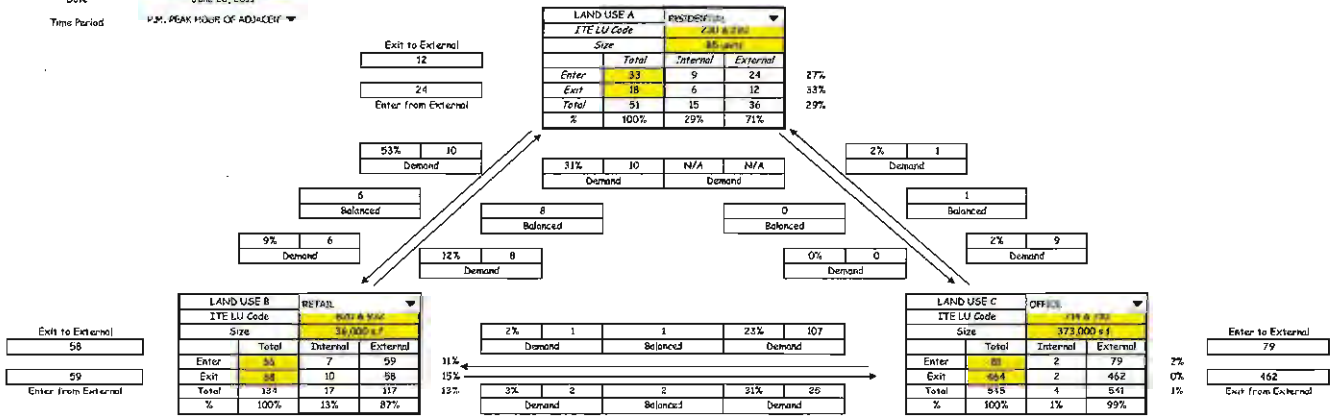 Time Period P.M. PEAK HOUR OF ADJACENT
LAND USE A RESIDENTIAL
ITE LU Code
Size
Total Internal External
Enter 33 9 24 27%
Exit 18 6 12 33%
Total 51 15 36 29%
% 100% 29% 71%
Exit to External
12
24
Enter from External
53% 10
Demand
31% 10 N/A N/A
Demand Demand
2% 1
Demand
6
Balanced
8
Balanced
0
Balanced
1
Balanced
9% 6
Demand
12% 8
Demand
0% 0
Demand
2% 9
Demand
LAND USE B RETAIL
ITE LU Code
Size 36,000 s.f.
Total Internal External
Enter 7 59 11%
Exit 68 10 58 15%
Total 134 17 117 13%
% 100% 13% 87%
Exit to External
58
59
Enter from External
2% 1 1 23% 107
Demand Balanced Demand
3% 2 2 31% 25
Demand Balanced Demand
LAND USE C OFFICE
ITE LU Code
Size 373,000 s.f.
Total Internal External
Enter 81 2 79 2%
Exit 464 2 462 0%
Total 545 4 541 1%
% 100% 1% 99%
Enter to External
79
462
Exit from External